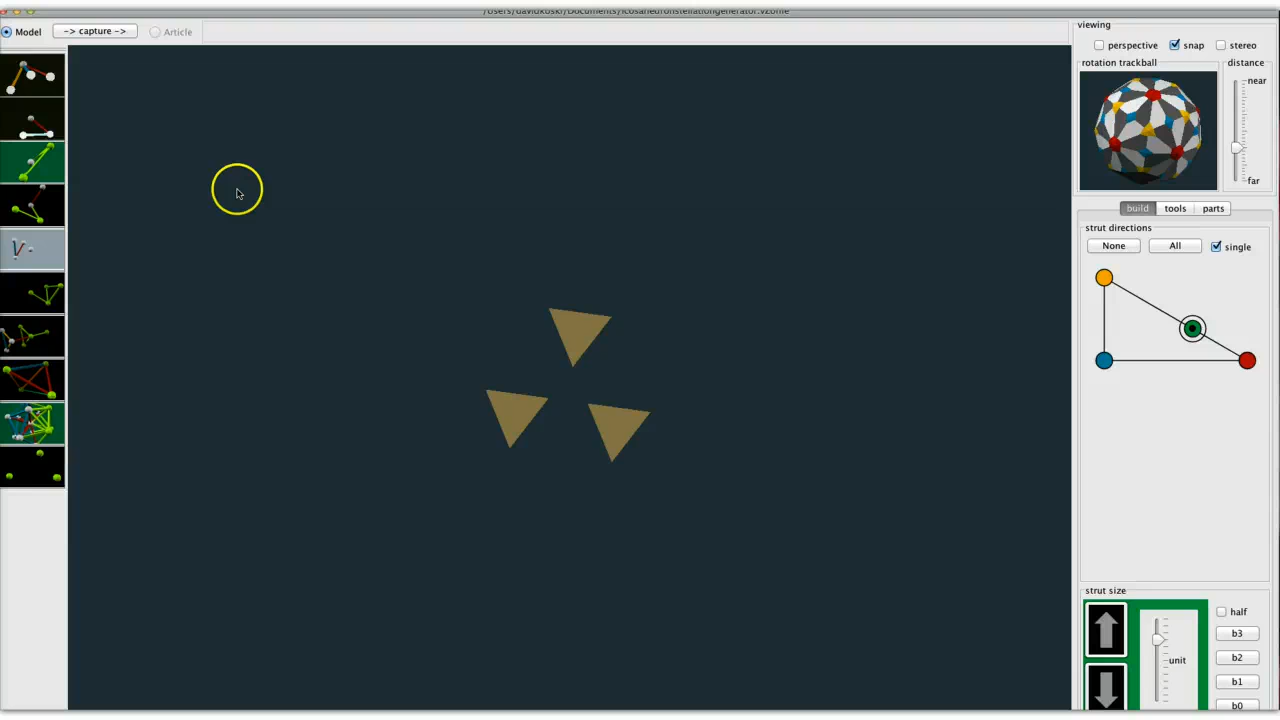 /Users/davidkoski/Documents/icosahedronstellationgenerator.vZome
Model
-> capture ->
Article
viewing
perspective
snap
stereo
rotation trackball
distance
near
far
build
tools
parts
strut directions
None
All
single
strut size
half
b3
unit
b2
b1
b0